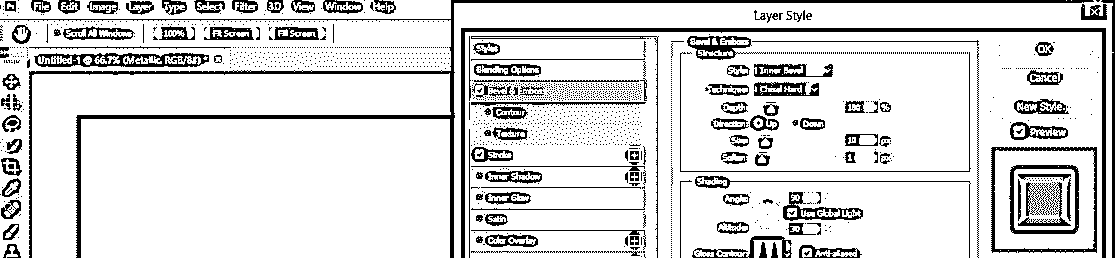 Ps File Edit Image Layer Type Select Filter 3D View Window Help
Scroll All Windows 100% Fit Screen Fill Screen
Untitled-1 @ 66.7% (Metallic, RGB/8#) *
Layer Style
Styles
Blending Options
Bevel & Emboss
Contour
Texture
Stroke
Inner Shadow
Inner Glow
Satin
Color Overlay
Bevel & Emboss
Structure
Style: Inner Bevel
Technique: Chisel Hard
Depth: %
Direction: Up Down
Size: 10 px
Soften: 1 px
Shading
Angle:
Use Global Light
Altitude:
Gloss Contour: Anti-aliased
OK
Cancel
New Style...
Preview